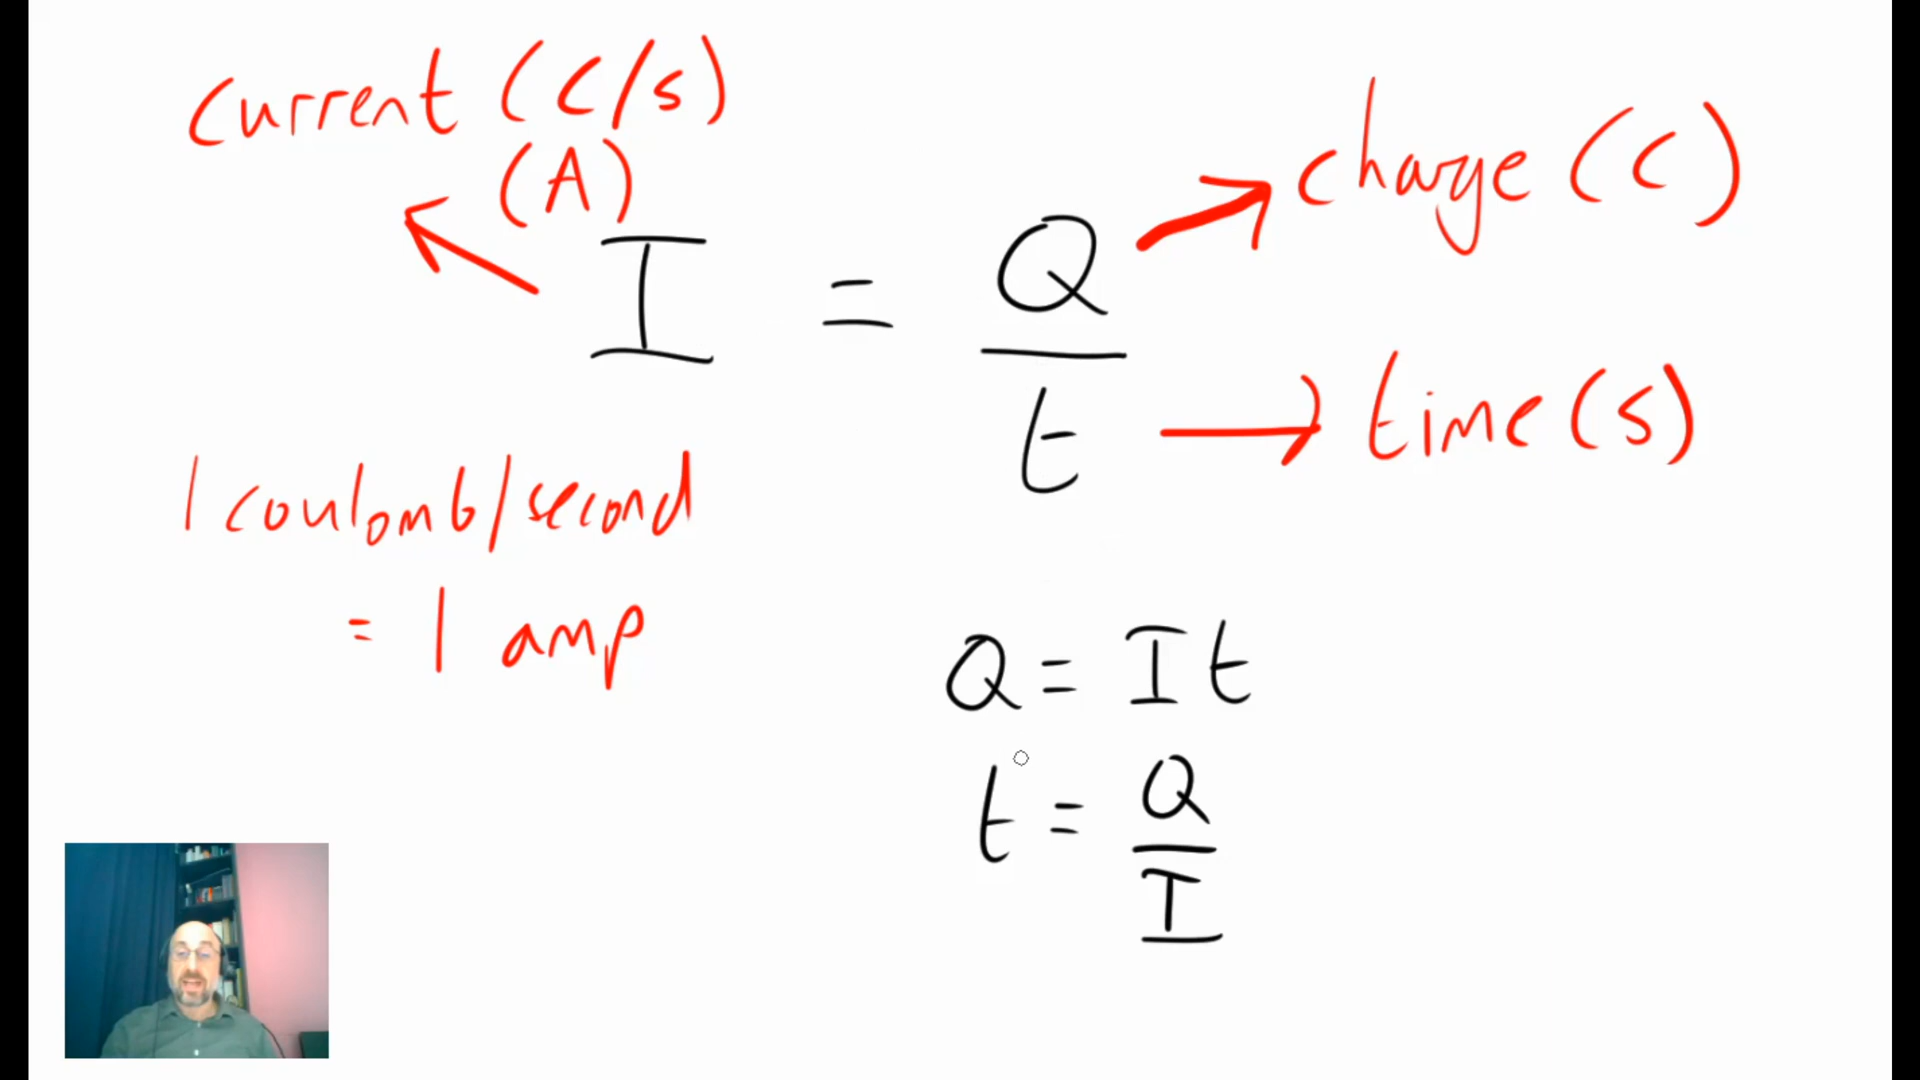 current (C/s)
(A)
I = Q/t
charge (C)
time (s)
1 coulomb/second
= 1 amp
Q = It
t = Q/I